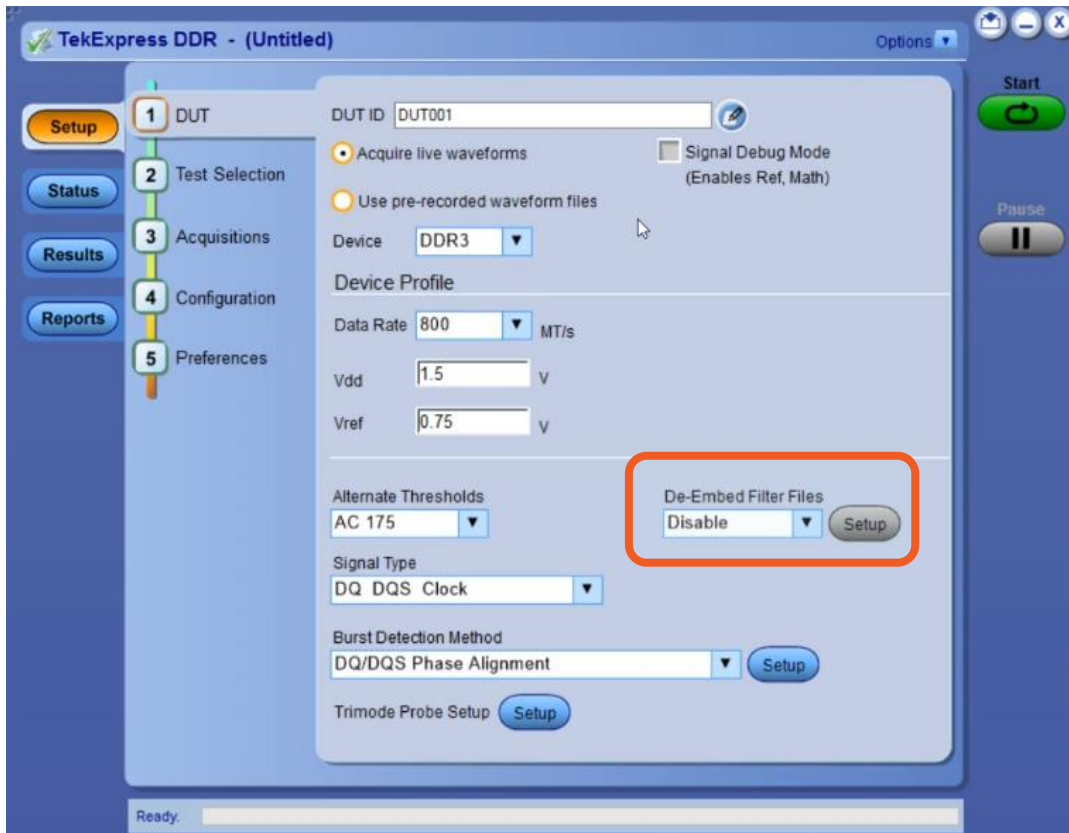 TekExpress DDR - (Untitled)
Options
X
Start
Pause
Setup
Status
Results
Reports
1 DUT
2 Test Selection
3 Acquisitions
4 Configuration
5 Preferences
DUT ID DUT001
Acquire live waveforms
Signal Debug Mode
(Enables Ref, Math)
Use pre-recorded waveform files
Device DDR3
Device Profile
Data Rate 800 MT/s
Vdd 1.5 V
Vref 0.75 V
Alternate Thresholds
AC 175
De-Embed Filter Files
Disable Setup
Signal Type
DQ DQS Clock
Burst Detection Method
DQ/DQS Phase Alignment Setup
Trimode Probe Setup Setup
Ready.